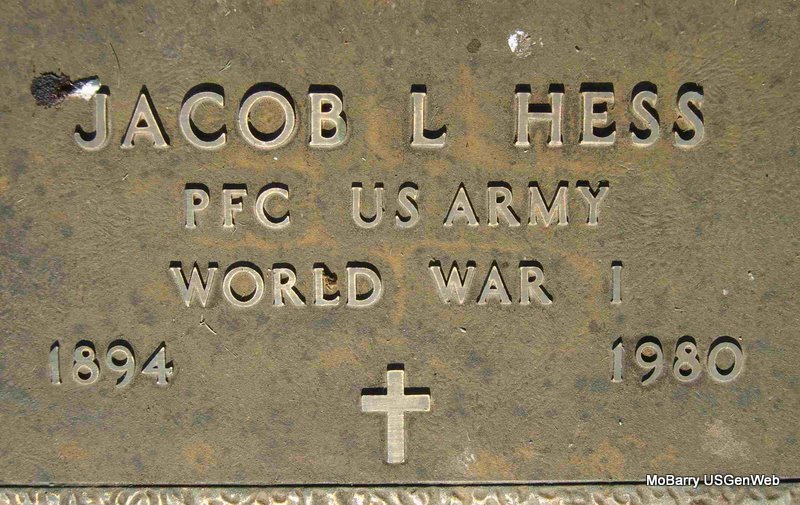 JACOB L HESS
PFC US ARMY
WORLD WAR I
1894 1980
MoBarry USGenWeb